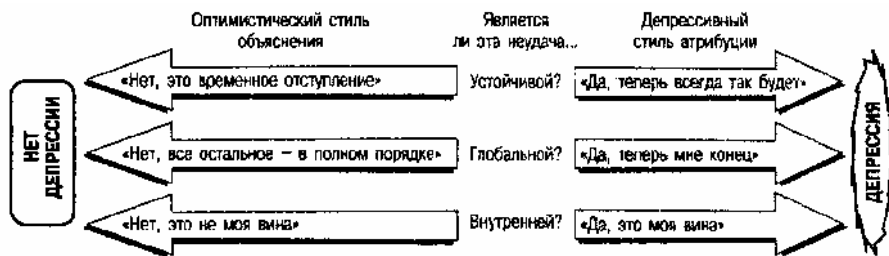 Оптимистический стиль объяснения
Является ли эта неудача...
Депрессивный стиль атрибуции
НЕТ ДЕПРЕССИИ
«Нет, это временное отступление»
Устойчивой?
«Да, теперь всегда так будет»
«Нет, все остальное – в полном порядке»
Глобальной?
«Да, теперь мне конец»
«Нет, это не моя вина»
Внутренней?
«Да, это моя вина»
ДЕПРЕССИЯ